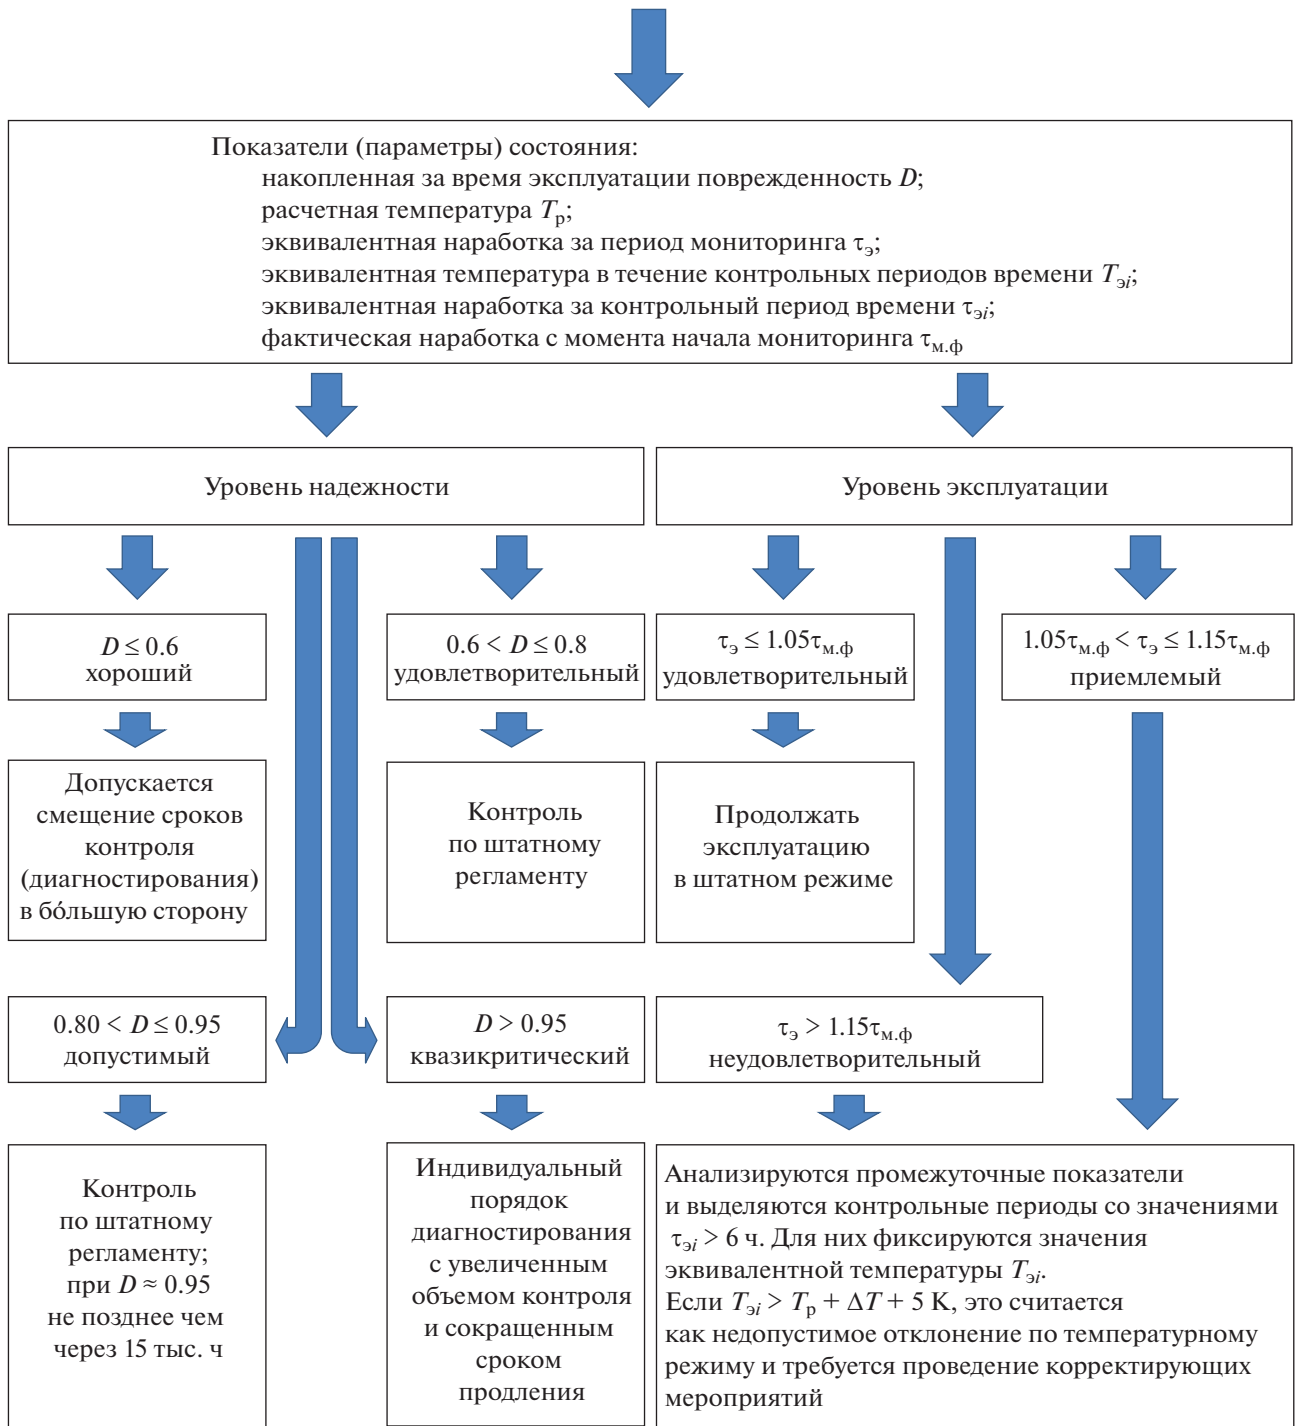 Показатели (параметры) состояния:
накопленная за время эксплуатации поврежденность D;
расчетная температура Tр;
эквивалентная наработка за период мониторинга τэ;
эквивалентная температура в течение контрольных периодов времени Tэi;
эквивалентная наработка за контрольный период времени τэi;
фактическая наработка с момента начала мониторинга τм.ф
Уровень надежности
Уровень эксплуатации
D ≤ 0.6
хороший
0.6 < D ≤ 0.8
удовлетворительный
τэ ≤ 1.05τм.ф
удовлетворительный
1.05τм.ф < τэ ≤ 1.15τм.ф
приемлемый
Допускается
смещение сроков
контроля
(диагностирования)
в бо́льшую сторону
Контроль
по штатному
регламенту
Продолжать
эксплуатацию
в штатном режиме
0.80 < D ≤ 0.95
допустимый
D > 0.95
квазикритический
τэ > 1.15τм.ф
неудовлетворительный
Контроль
по штатному
регламенту;
при D ≈ 0.95
не позднее чем
через 15 тыс. ч
Индивидуальный
порядок
диагностирования
с увеличенным
объемом контроля
и сокращенным
сроком
продления
Анализируются промежуточные показатели
и выделяются контрольные периоды со значениями
τэi > 6 ч. Для них фиксируются значения
эквивалентной температуры Tэi.
Если Tэi > Tр + ΔT + 5 K, это считается
как недопустимое отклонение по температурному
режиму и требуется проведение корректирующих
мероприятий